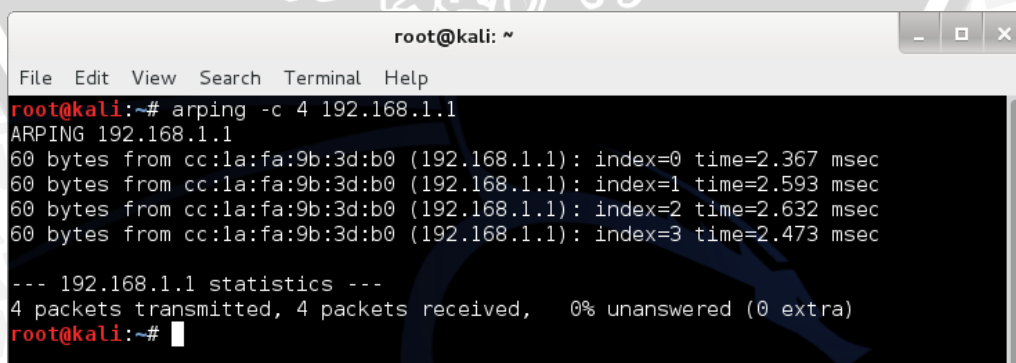 root@kali: ~
File Edit View Search Terminal Help
root@kali:~# arping -c 4 192.168.1.1
ARPING 192.168.1.1
60 bytes from cc:1a:fa:9b:3d:b0 (192.168.1.1): index=0 time=2.367 msec
60 bytes from cc:1a:fa:9b:3d:b0 (192.168.1.1): index=1 time=2.593 msec
60 bytes from cc:1a:fa:9b:3d:b0 (192.168.1.1): index=2 time=2.632 msec
60 bytes from cc:1a:fa:9b:3d:b0 (192.168.1.1): index=3 time=2.473 msec
--- 192.168.1.1 statistics ---
4 packets transmitted, 4 packets received,   0% unanswered (0 extra)
root@kali:~#